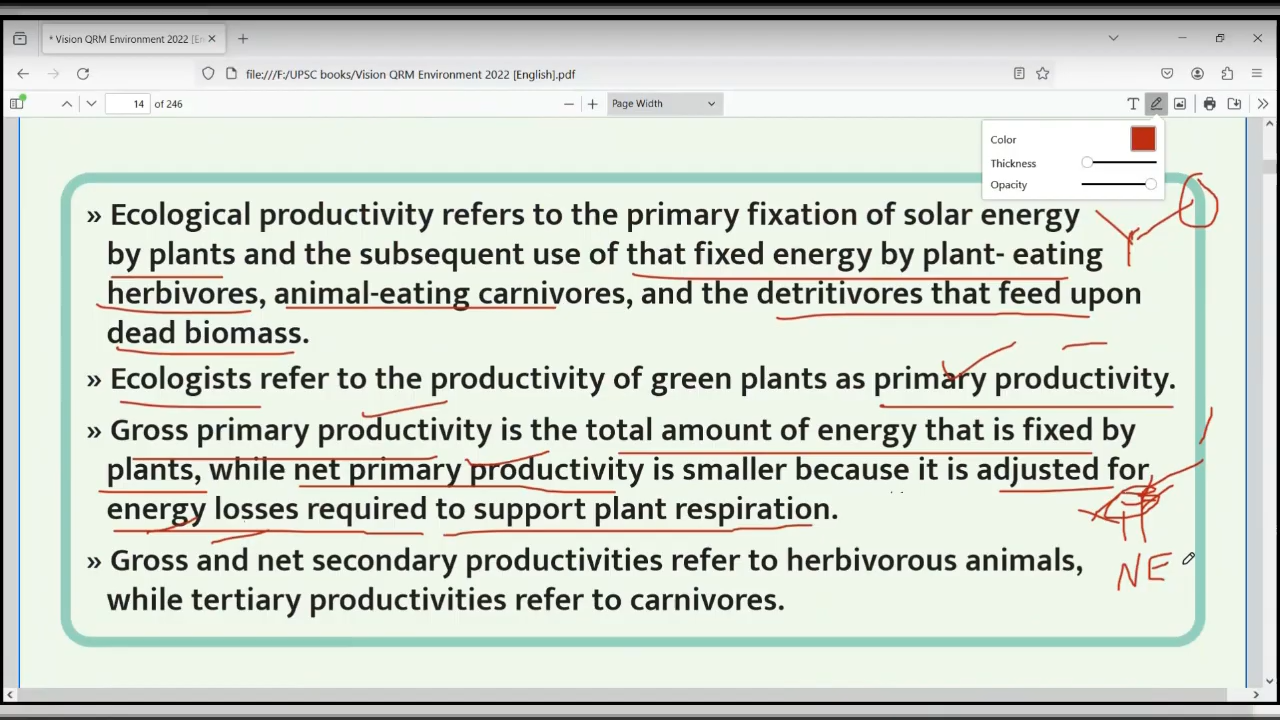 * Vision QRM Environment 2022 [En
file:///F:/UPSC books/Vision QRM Environment 2022 [English].pdf
14 of 246
Page Width
Color
Thickness
Opacity
» Ecological productivity refers to the primary fixation of solar energy
by plants and the subsequent use of that fixed energy by plant- eating
herbivores, animal-eating carnivores, and the detritivores that feed upon
dead biomass.
» Ecologists refer to the productivity of green plants as primary productivity.
» Gross primary productivity is the total amount of energy that is fixed by
plants, while net primary productivity is smaller because it is adjusted for
energy losses required to support plant respiration.
» Gross and net secondary productivities refer to herbivorous animals,
while tertiary productivities refer to carnivores.
NE